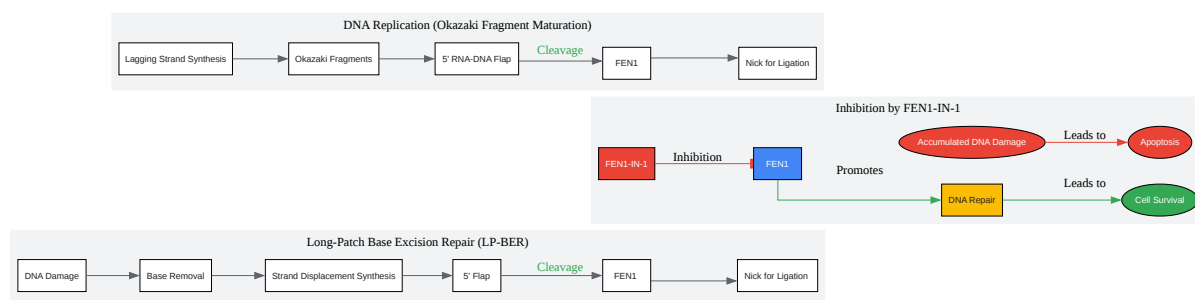 DNA Replication (Okazaki Fragment Maturation)
Lagging Strand Synthesis
Okazaki Fragments
5' RNA-DNA Flap
Cleavage
FEN1
Nick for Ligation
Inhibition by FEN1-IN-1
FEN1-IN-1
Inhibition
FEN1
Accumulated DNA Damage
Leads to
Apoptosis
Promotes
DNA Repair
Leads to
Cell Survival
Long-Patch Base Excision Repair (LP-BER)
DNA Damage
Base Removal
Strand Displacement Synthesis
5' Flap
Cleavage
FEN1
Nick for Ligation